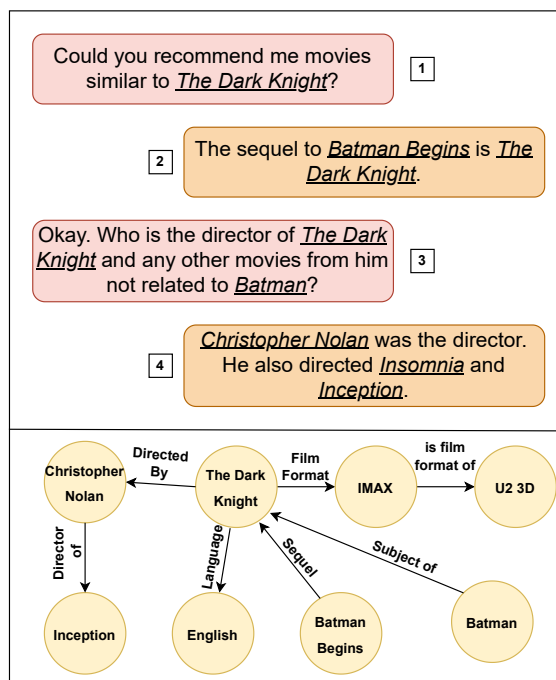 Could you recommend me movies
similar to The Dark Knight?
1
2
The sequel to Batman Begins is The
Dark Knight.
Okay. Who is the director of The Dark
Knight and any other movies from him
not related to Batman?
3
4
Christopher Nolan was the director.
He also directed Insomnia and
Inception.
Christopher
Nolan
Directed
By
The Dark
Knight
Film
Format
IMAX
is film
format of
U2 3D
Director
of
Language
Sequel
Subject of
Inception
English
Batman
Begins
Batman